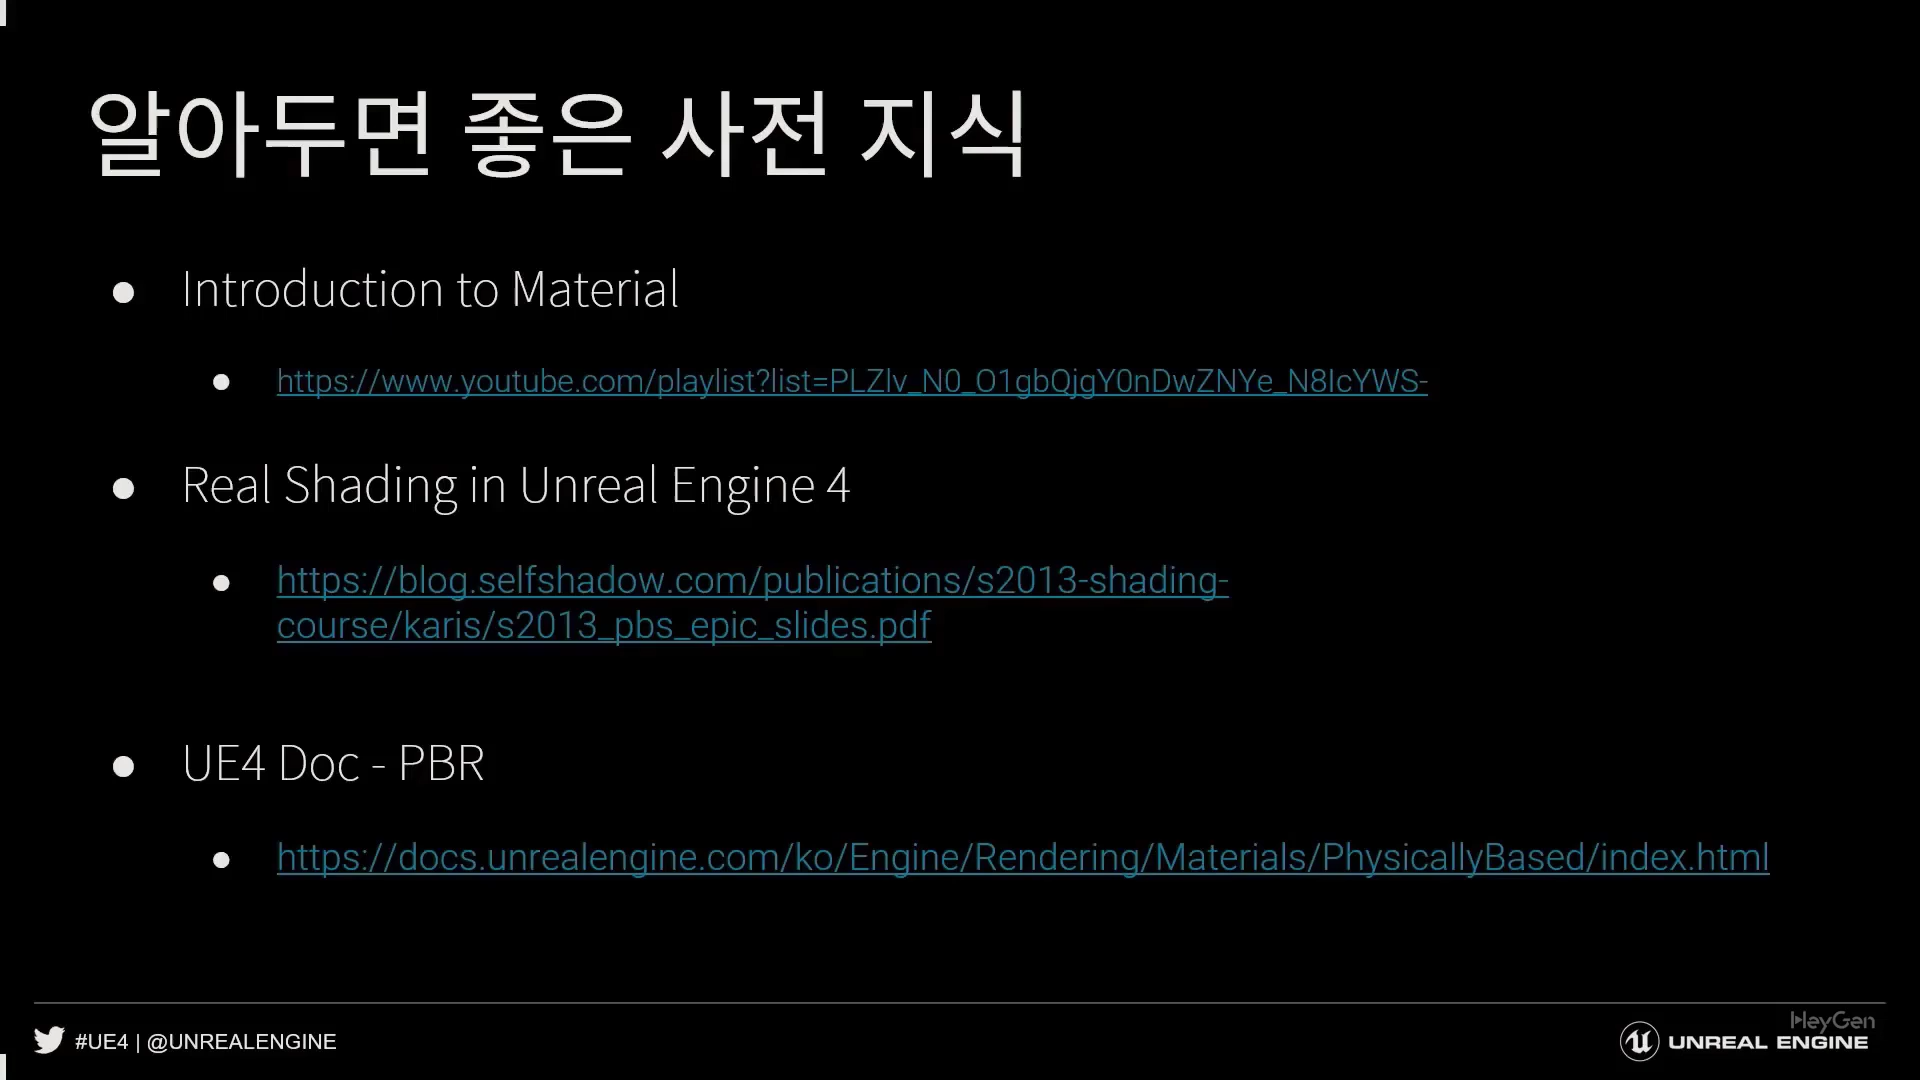 알아두면 좋은 사전 지식
● Introduction to Material
● https://www.youtube.com/playlist?list=PLZlv_N0_O1gbQjgY0nDwZNYe_N8IcYWS-
● Real Shading in Unreal Engine 4
● https://blog.selfshadow.com/publications/s2013-shading-
course/karis/s2013_pbs_epic_slides.pdf
● UE4 Doc - PBR
● https://docs.unrealengine.com/ko/Engine/Rendering/Materials/PhysicallyBased/index.html
#UE4 | @UNREALENGINE
HeyGen
UNREAL ENGINE